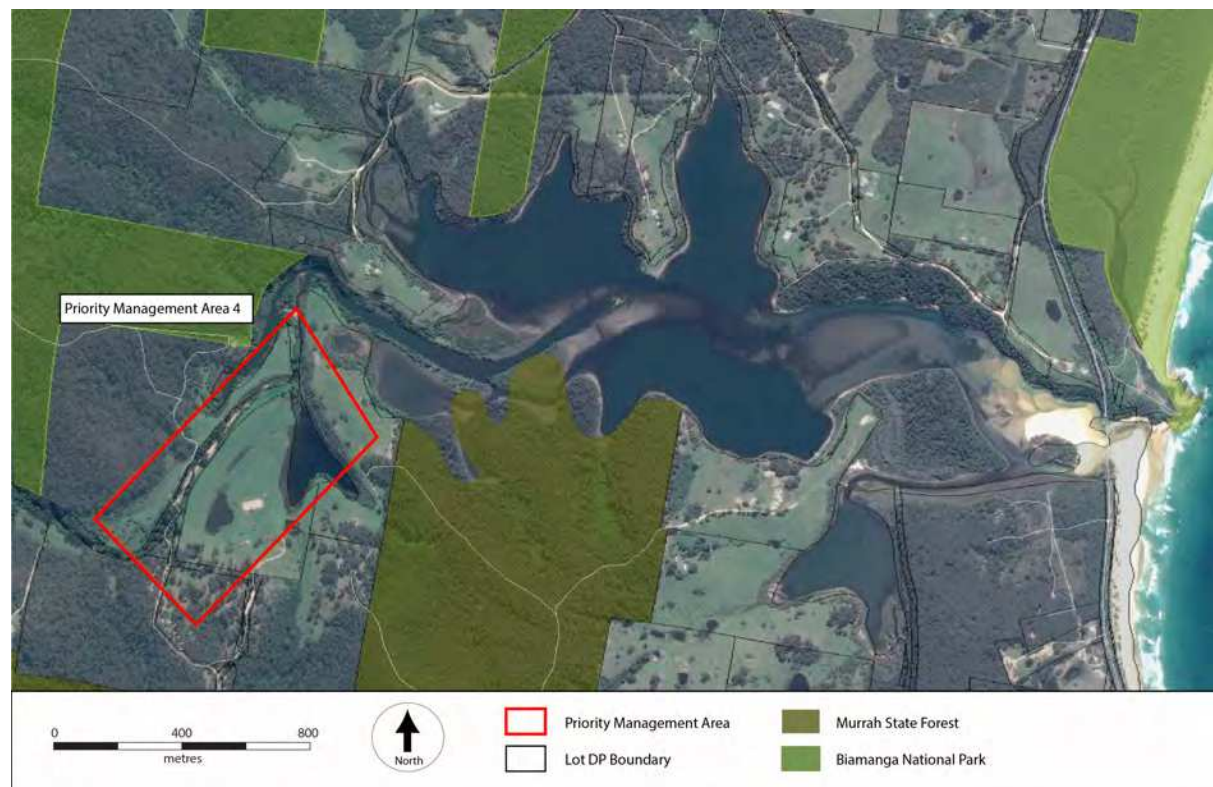 Priority Management Area 4
0 400 800
metres
North
Priority Management Area
Lot DP Boundary
Murrah State Forest
Biamanga National Park